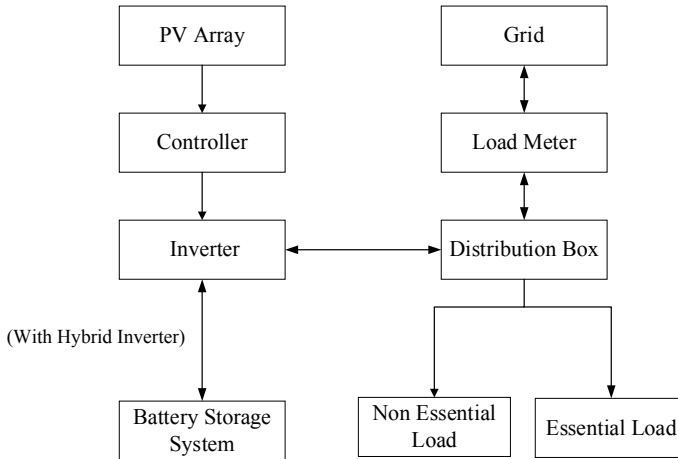 PV Array
Grid
Controller
Load Meter
Inverter
Distribution Box
(With Hybrid Inverter)
Battery Storage
System
Non Essential
Load
Essential Load